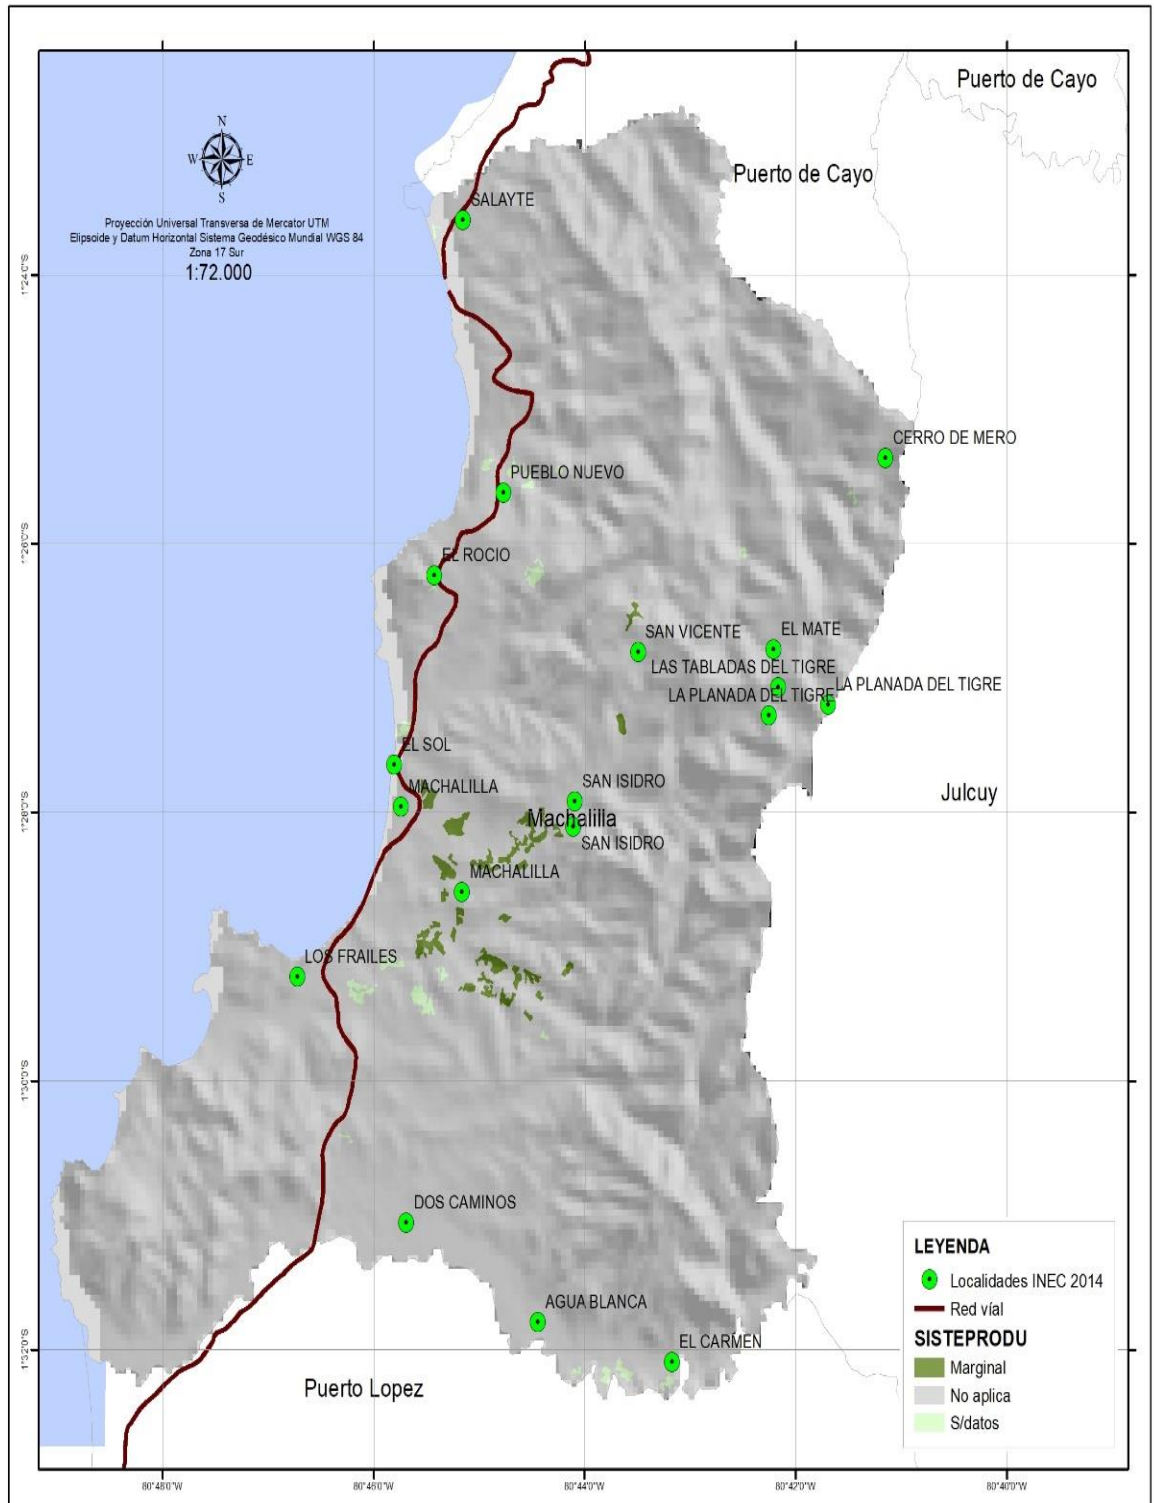 Puerto de Cayo
N
W
E
S
Puerto de Cayo
SALAYTE
Proyección Universal Transversa de Mercator UTM
Elipsoide y Datum Horizontal Sistema Geodésico Mundial WGS 84
Zona 17 Sur
1:72.000
1°24'0"S
CERRO DE MERO
PUEBLO NUEVO
1°26'0"S
EL ROCIO
SAN VICENTE
EL MATE
LAS TABLADAS DEL TIGRE
LA PLANADA DEL TIGRE
LA PLANADA DEL TIGRE
EL SOL
MACHALILLA
SAN ISIDRO
Julcuy
1°28'0"S
Machalilla
SAN ISIDRO
MACHALILLA
LOS FRAILES
1°30'0"S
DOS CAMINOS
AGUA BLANCA
EL CARMEN
1°32'0"S
Puerto Lopez
LEYENDA
Localidades INEC 2014
Red víal
SISTEPRODU
Marginal
No aplica
S/datos
80°48'0"W
80°46'0"W
80°44'0"W
80°42'0"W
80°40'0"W